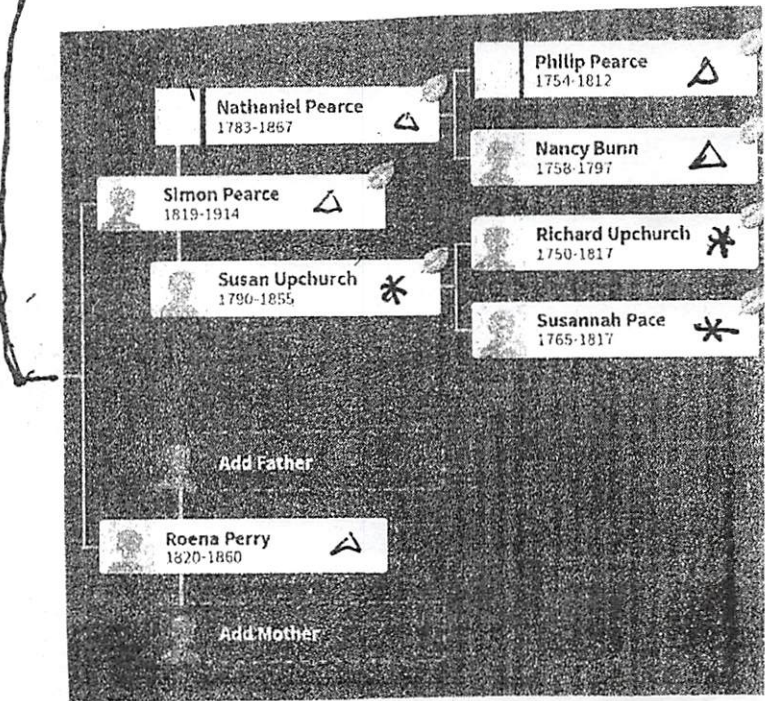 Philip Pearce
1754-1812
Nathaniel Pearce
1783-1867
Nancy Bunn
1758-1797
Simon Pearce
1819-1914
Richard Upchurch
1750-1817
Susan Upchurch
1790-1855
Susannah Pace
1765-1817
Add Father
Roena Perry
1820-1860
Add Mother